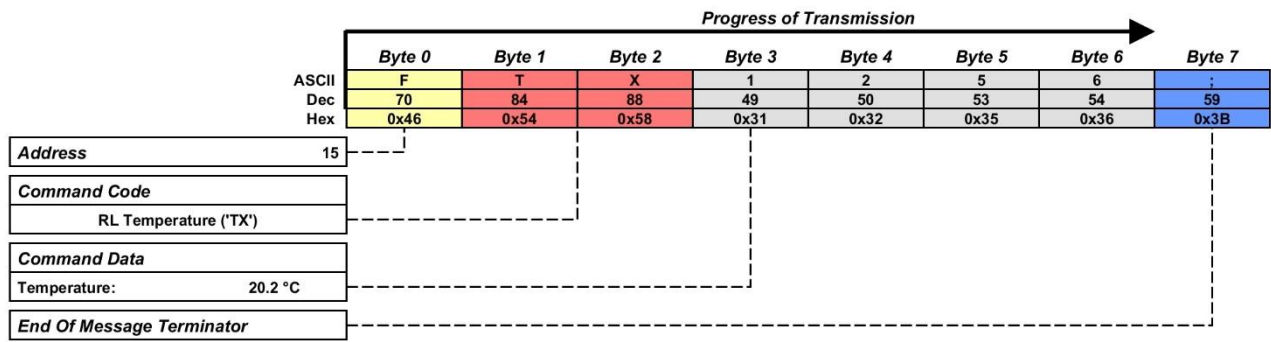 Progress of Transmission
Byte 0 Byte 1 Byte 2 Byte 3 Byte 4 Byte 5 Byte 6 Byte 7
ASCII F T X 1 2 5 6 ;
Dec 70 84 88 49 50 53 54 59
Hex 0x46 0x54 0x58 0x31 0x32 0x35 0x36 0x3B
Address 15
Command Code
RL Temperature ('TX')
Command Data
Temperature: 20.2 °C
End Of Message Terminator